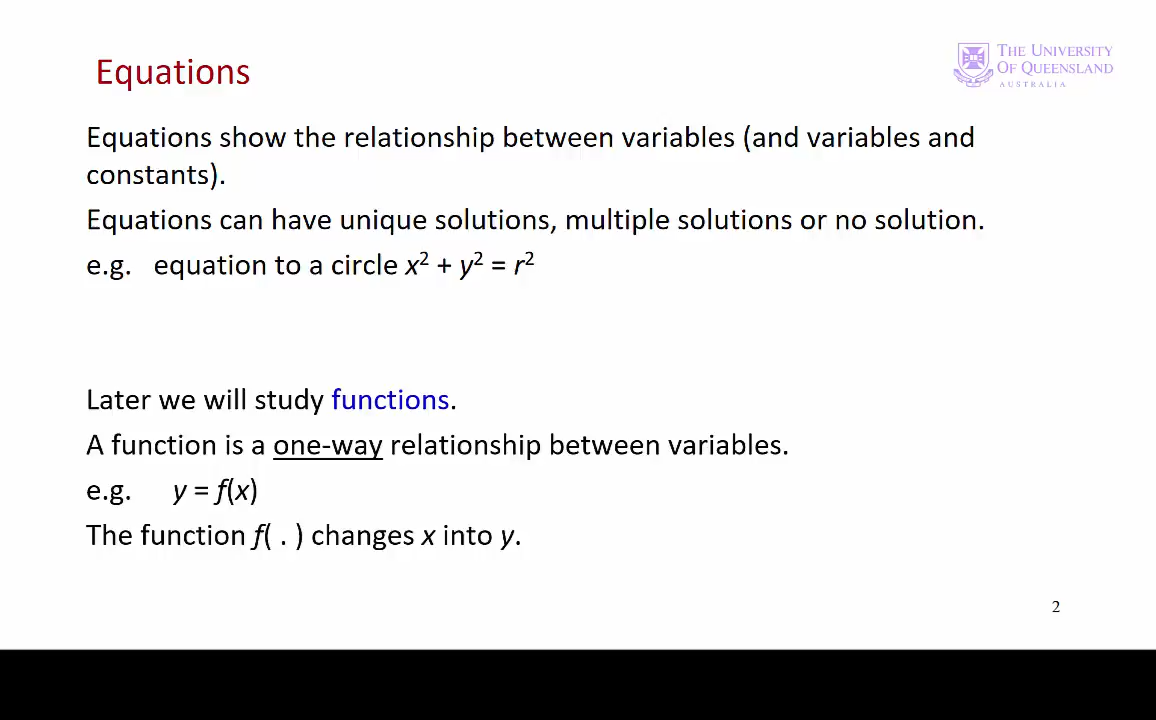 Equations
THE UNIVERSITY
OF QUEENSLAND
AUSTRALIA
Equations show the relationship between variables (and variables and
constants).
Equations can have unique solutions, multiple solutions or no solution.
e.g. equation to a circle x² + y² = r²
Later we will study functions.
A function is a one-way relationship between variables.
e.g. y = f(x)
The function f( . ) changes x into y.
2